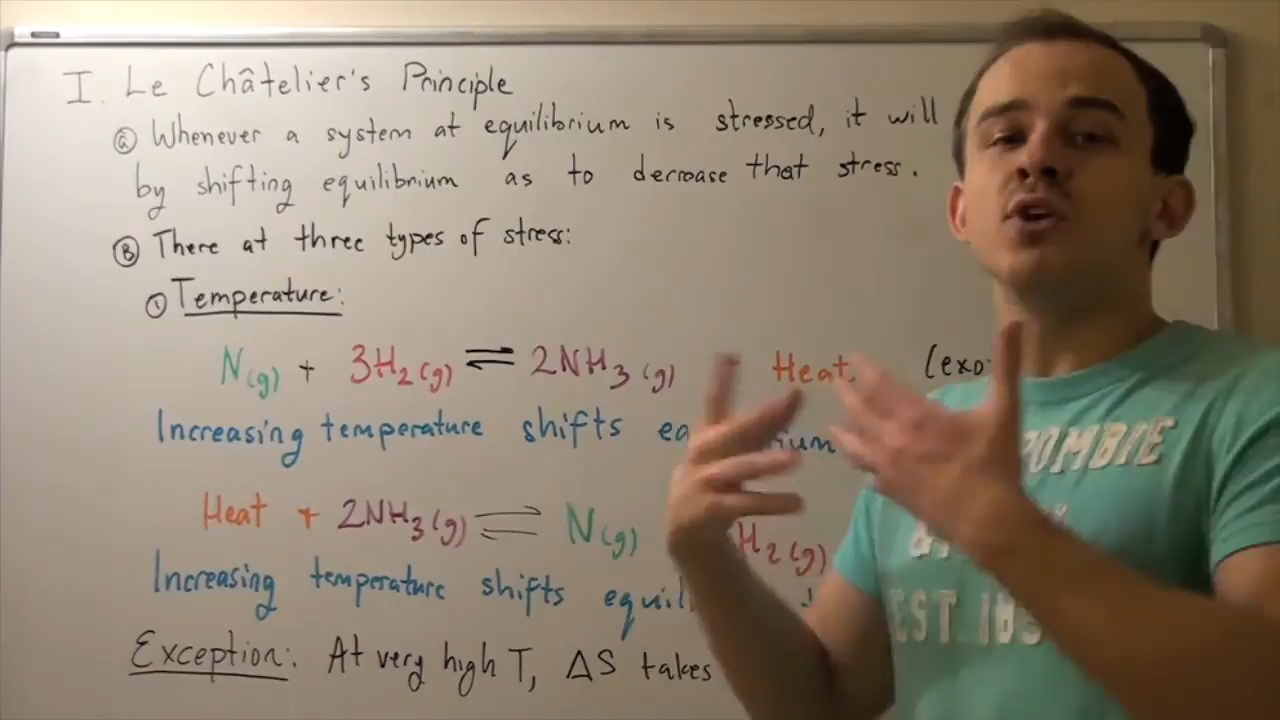 I. Le Châtelier's Principle
Ⓐ Whenever a system at equilibrium is stressed, it will
by shifting equilibrium as to decrease that stress.
Ⓑ There at three types of stress:
① Temperature:
N(g) + 3H₂(g) ⇌ 2NH₃(g) Heat (exo
Increasing temperature shifts
Heat + 2NH₃(g) ⇌ N(g) H₂(g)
Increasing temperature shifts
Exception: At very high T, ΔS takes